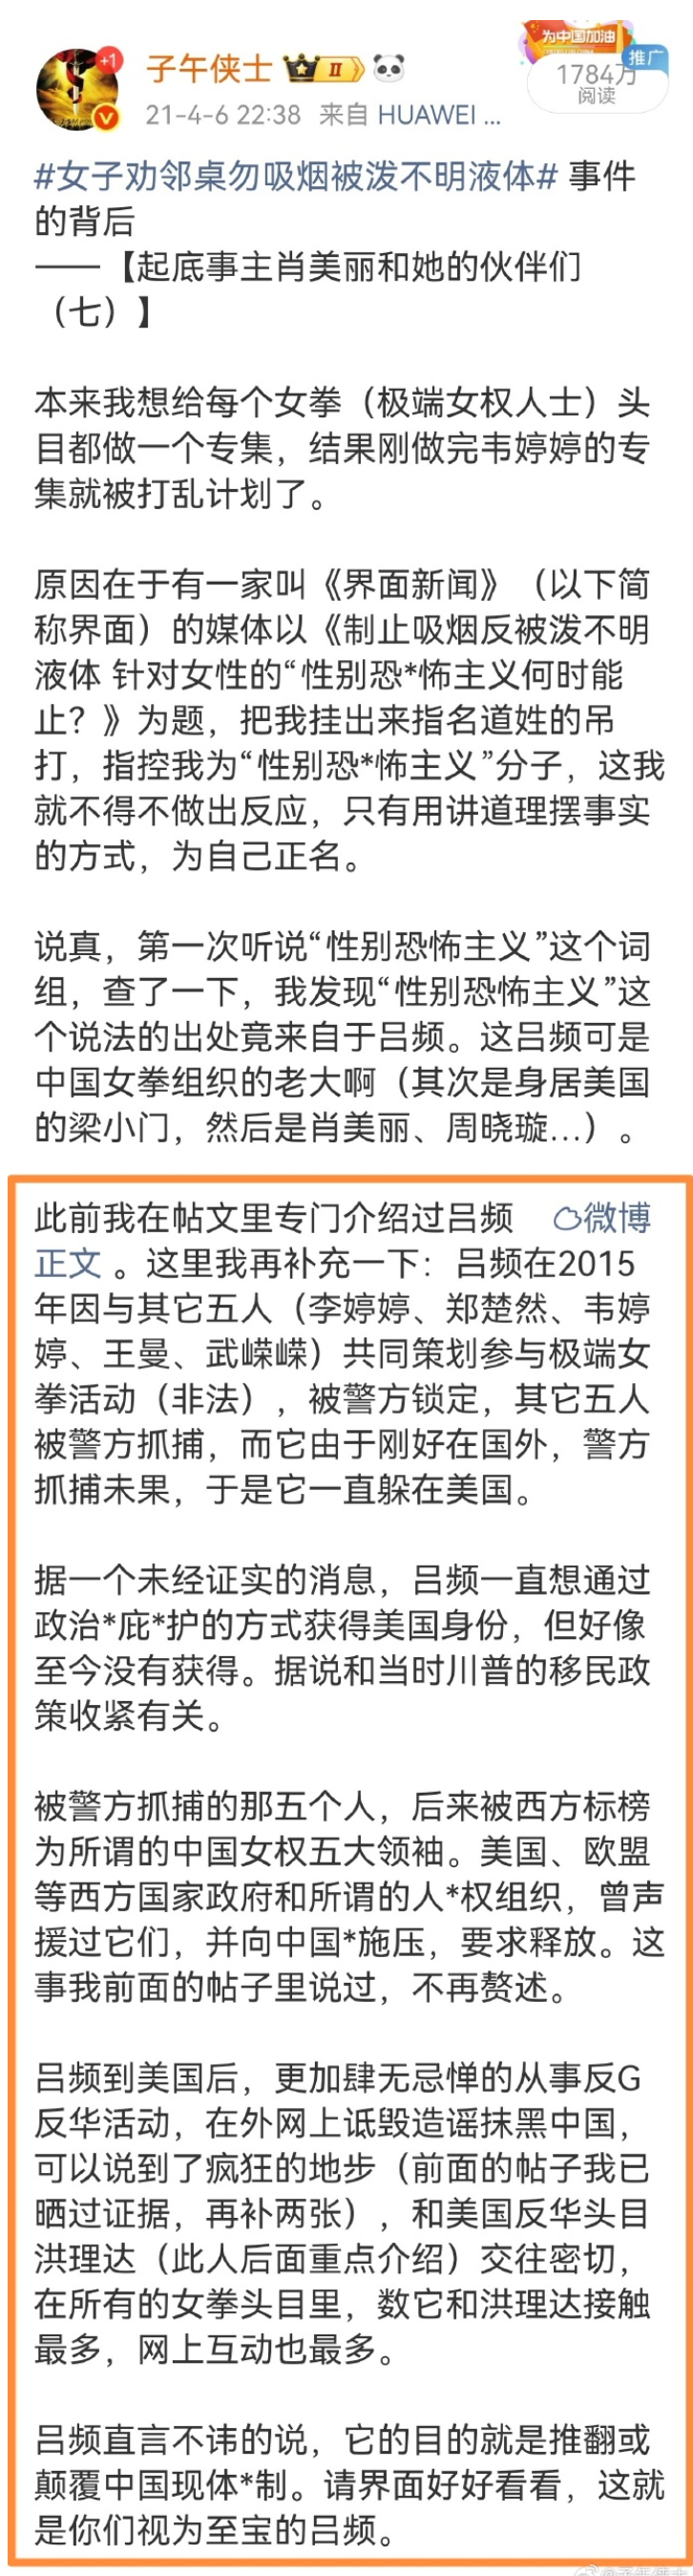 为中国加油
+1
子午侠士
II
推广
1784万
阅读
21-4-6 22:38 来自 HUAWEI ...
#女子劝邻桌勿吸烟被泼不明液体# 事件
的背后
——【起底事主肖美丽和她的伙伴们
（七）】
本来我想给每个女拳（极端女权人士）头
目都做一个专集，结果刚做完韦婷婷的专
集就被打乱计划了。
原因在于有一家叫《界面新闻》（以下简
称界面）的媒体以《制止吸烟反被泼不明
液体 针对女性的“性别恐*怖主义何时能
止？》为题，把我挂出来指名道姓的吊
打，指控我为“性别恐*怖主义”分子，这我
就不得不做出反应，只有用讲道理摆事实
的方式，为自己正名。
说真，第一次听说“性别恐怖主义”这个词
组，查了一下，我发现“性别恐怖主义”这
个说法的出处竟来自于吕频。这吕频可是
中国女拳组织的老大啊（其次是身居美国
的梁小门，然后是肖美丽、周晓璇...）。
此前我在帖文里专门介绍过吕频 微博
正文 。这里我再补充一下：吕频在2015
年因与其它五人（李婷婷、郑楚然、韦婷
婷、王曼、武嵘嵘）共同策划参与极端女
拳活动（非法），被警方锁定，其它五人
被警方抓捕，而它由于刚好在国外，警方
抓捕未果，于是它一直躲在美国。
据一个未经证实的消息，吕频一直想通过
政治*庇*护的方式获得美国身份，但好像
至今没有获得。据说和当时川普的移民政
策收紧有关。
被警方抓捕的那五个人，后来被西方标榜
为所谓的中国女权五大领袖。美国、欧盟
等西方国家政府和所谓的人*权组织，曾声
援过它们，并向中国*施压，要求释放。这
事我前面的帖子里说过，不再赘述。
吕频到美国后，更加肆无忌惮的从事反G
反华活动，在外网上诋毁造谣抹黑中国，
可以说到了疯狂的地步（前面的帖子我已
晒过证据，再补两张），和美国反华头目
洪理达（此人后面重点介绍）交往密切，
在所有的女拳头目里，数它和洪理达接触
最多，网上互动也最多。
吕频直言不讳的说，它的目的就是推翻或
颠覆中国现体*制。请界面好好看看，这就
是你们视为至宝的吕频。